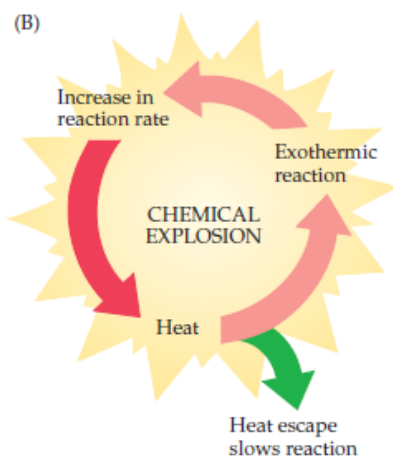 (B)
Increase in
reaction rate
Exothermic
reaction
CHEMICAL
EXPLOSION
Heat
Heat escape
slows reaction